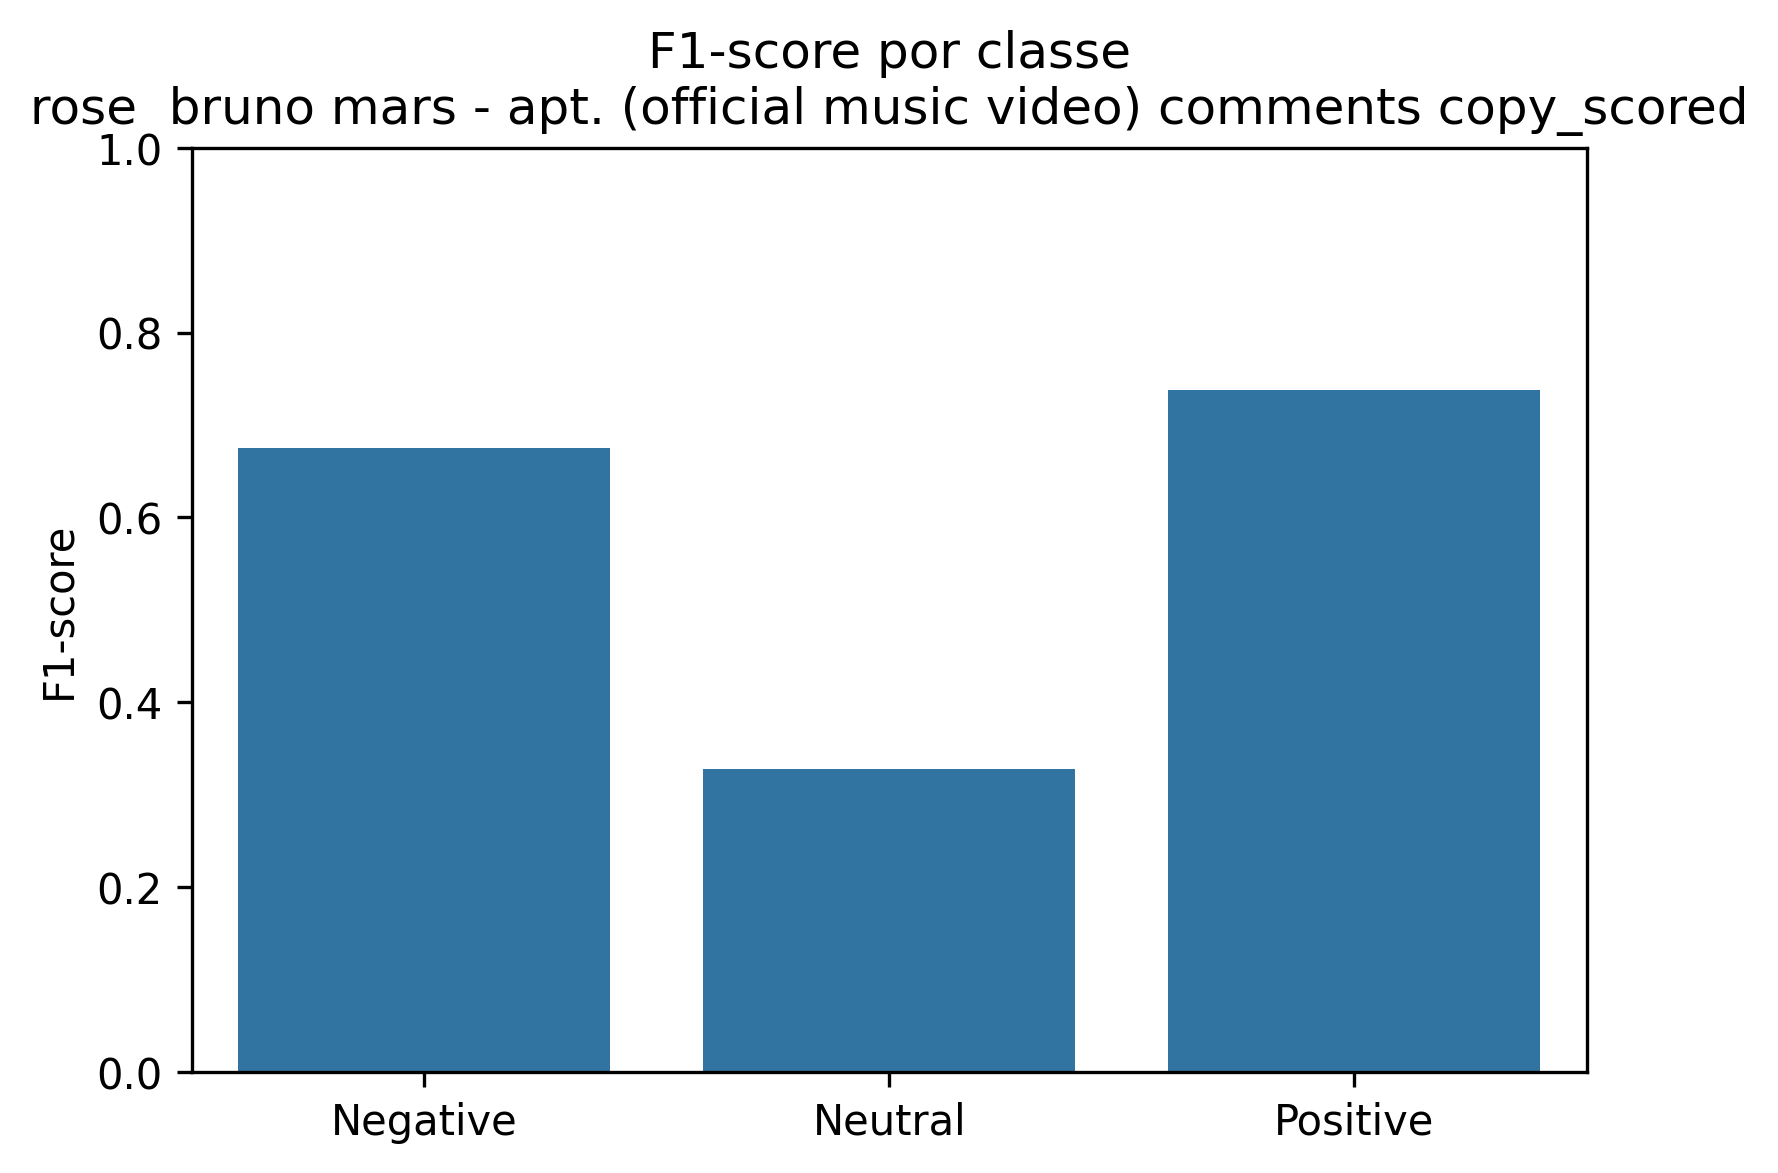 F1-score por classe
rose  bruno mars - apt. (official music video) comments copy_scored
1.0
0.8
0.6
0.4
0.2
0.0
F1-score
Negative
Neutral
Positive